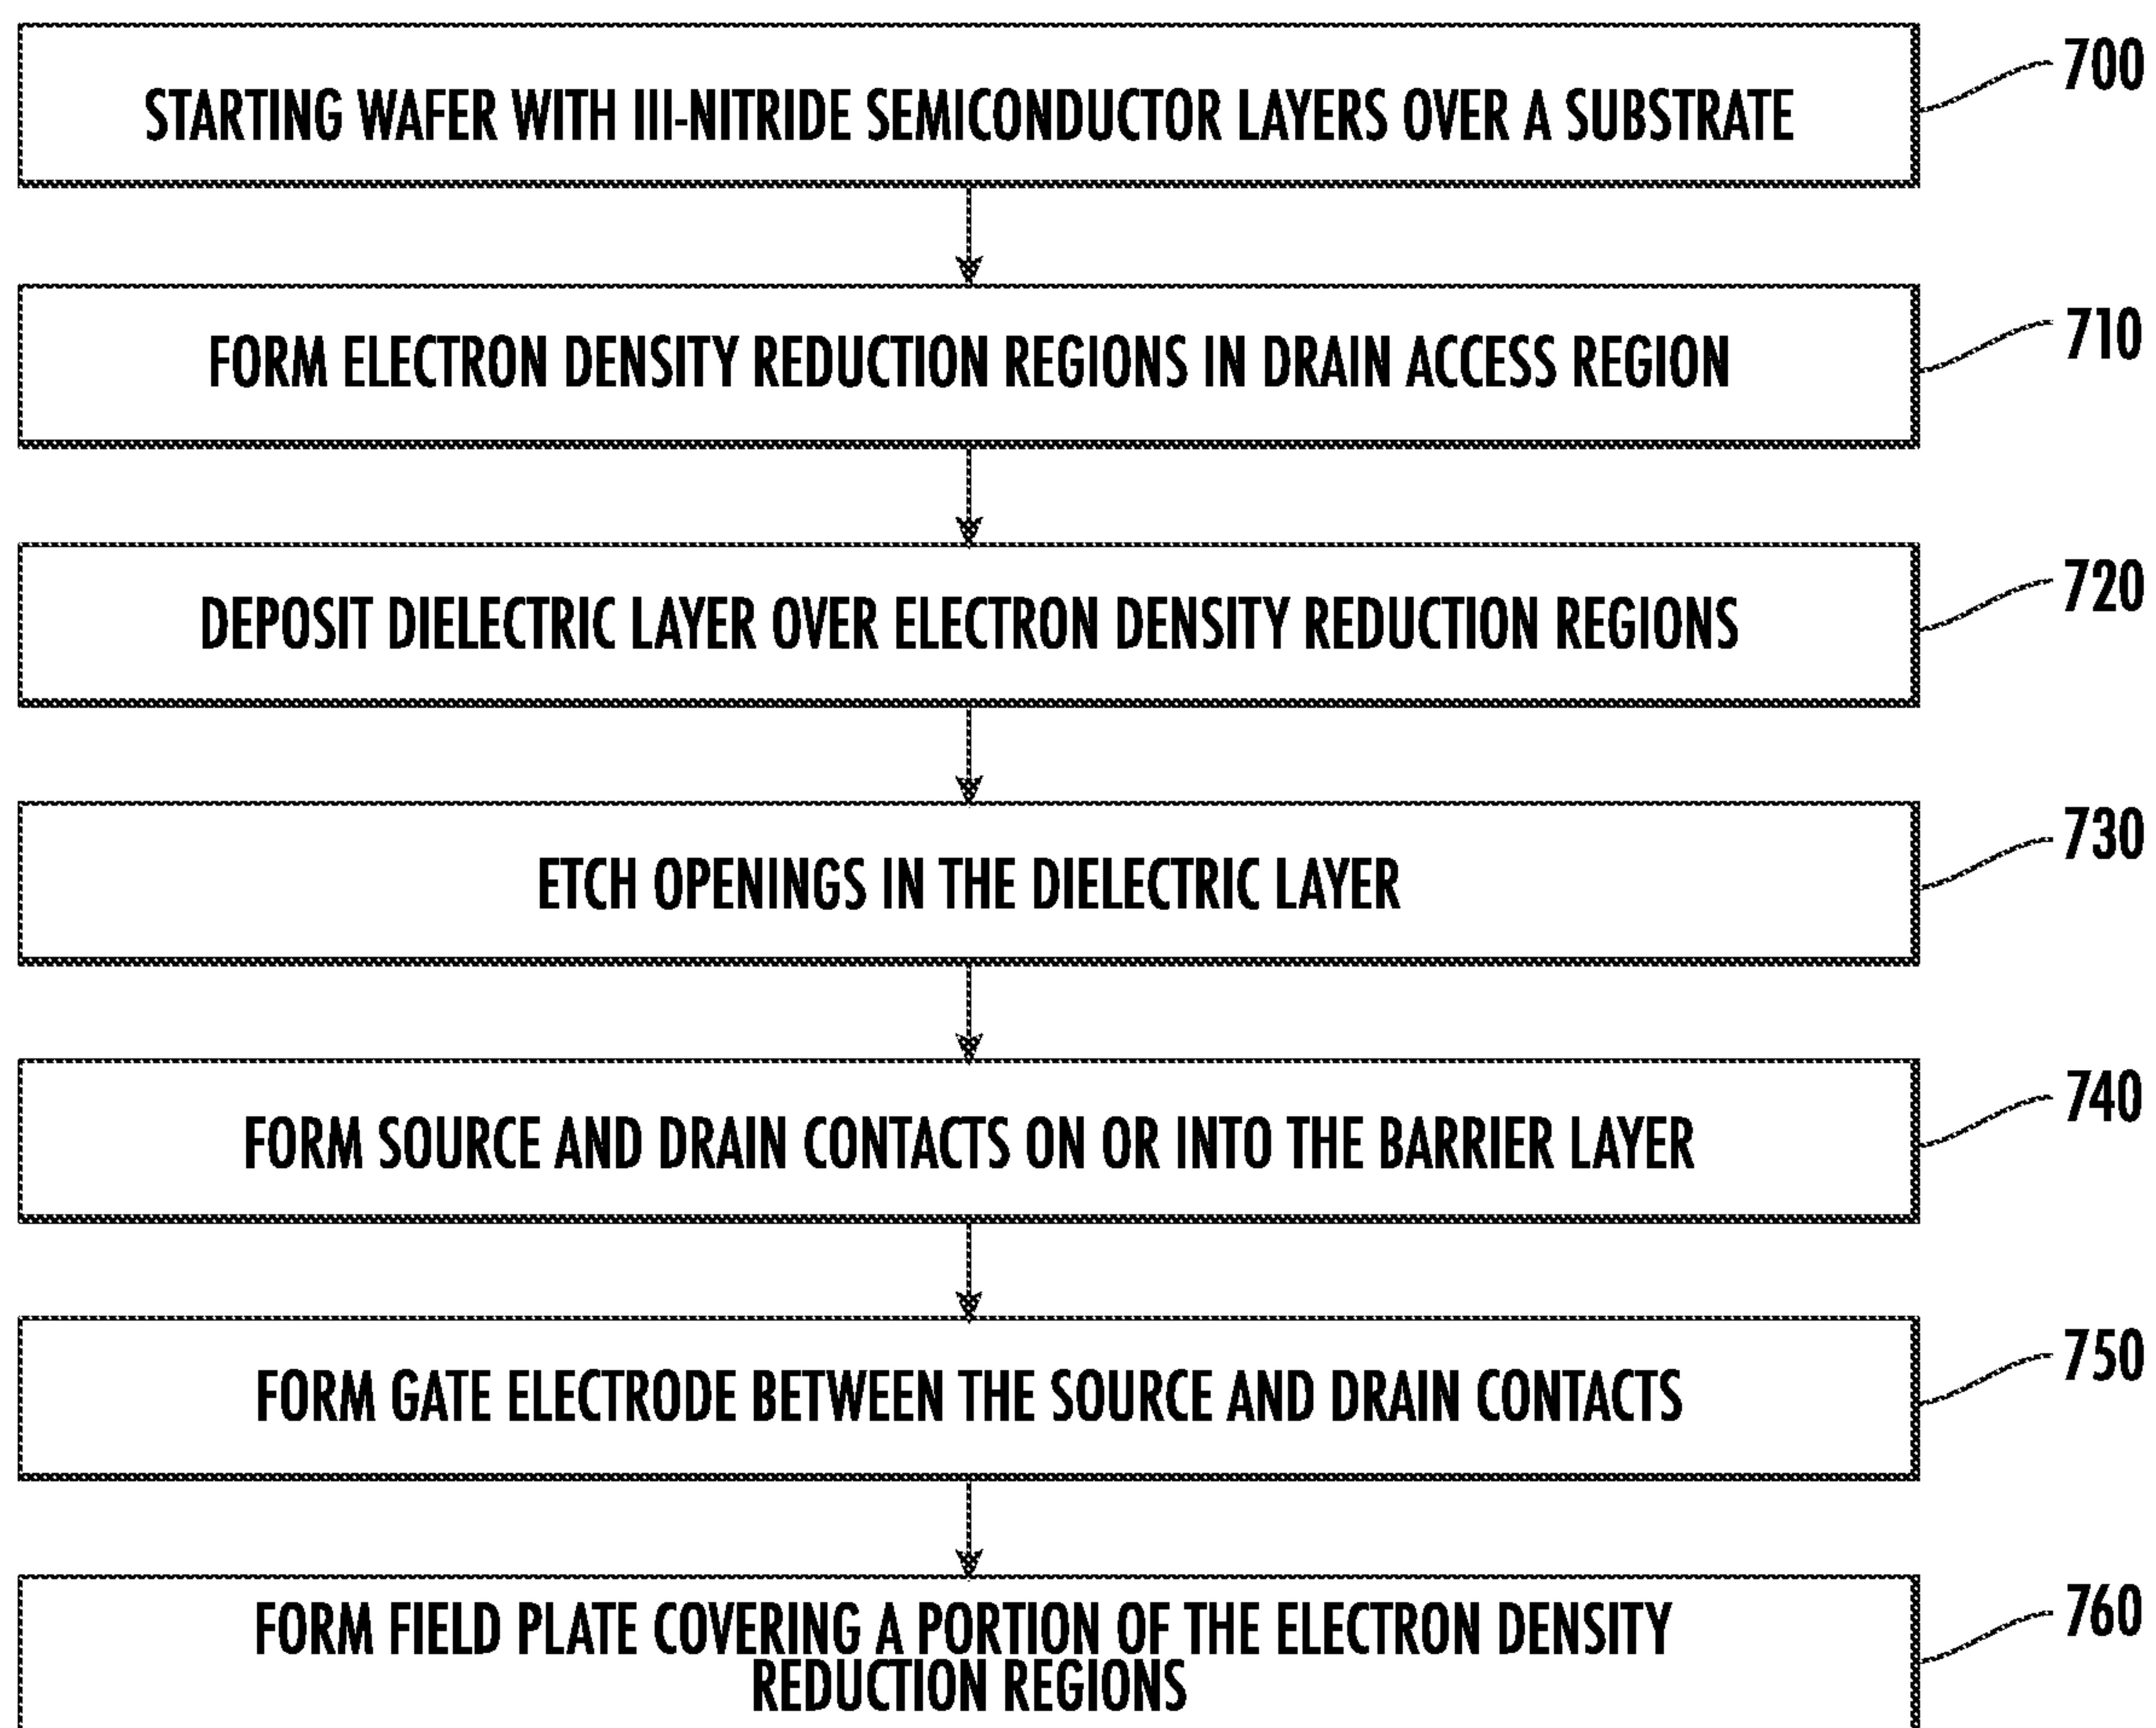 STARTING WAFER WITH III-NITRIDE SEMICONDUCTOR LAYERS OVER A SUBSTRATE
700
FORM ELECTRON DENSITY REDUCTION REGIONS IN DRAIN ACCESS REGION
710
DEPOSIT DIELECTRIC LAYER OVER ELECTRON DENSITY REDUCTION REGIONS
720
ETCH OPENINGS IN THE DIELECTRIC LAYER
730
FORM SOURCE AND DRAIN CONTACTS ON OR INTO THE BARRIER LAYER
740
FORM GATE ELECTRODE BETWEEN THE SOURCE AND DRAIN CONTACTS
750
FORM FIELD PLATE COVERING A PORTION OF THE ELECTRON DENSITY
REDUCTION REGIONS
760